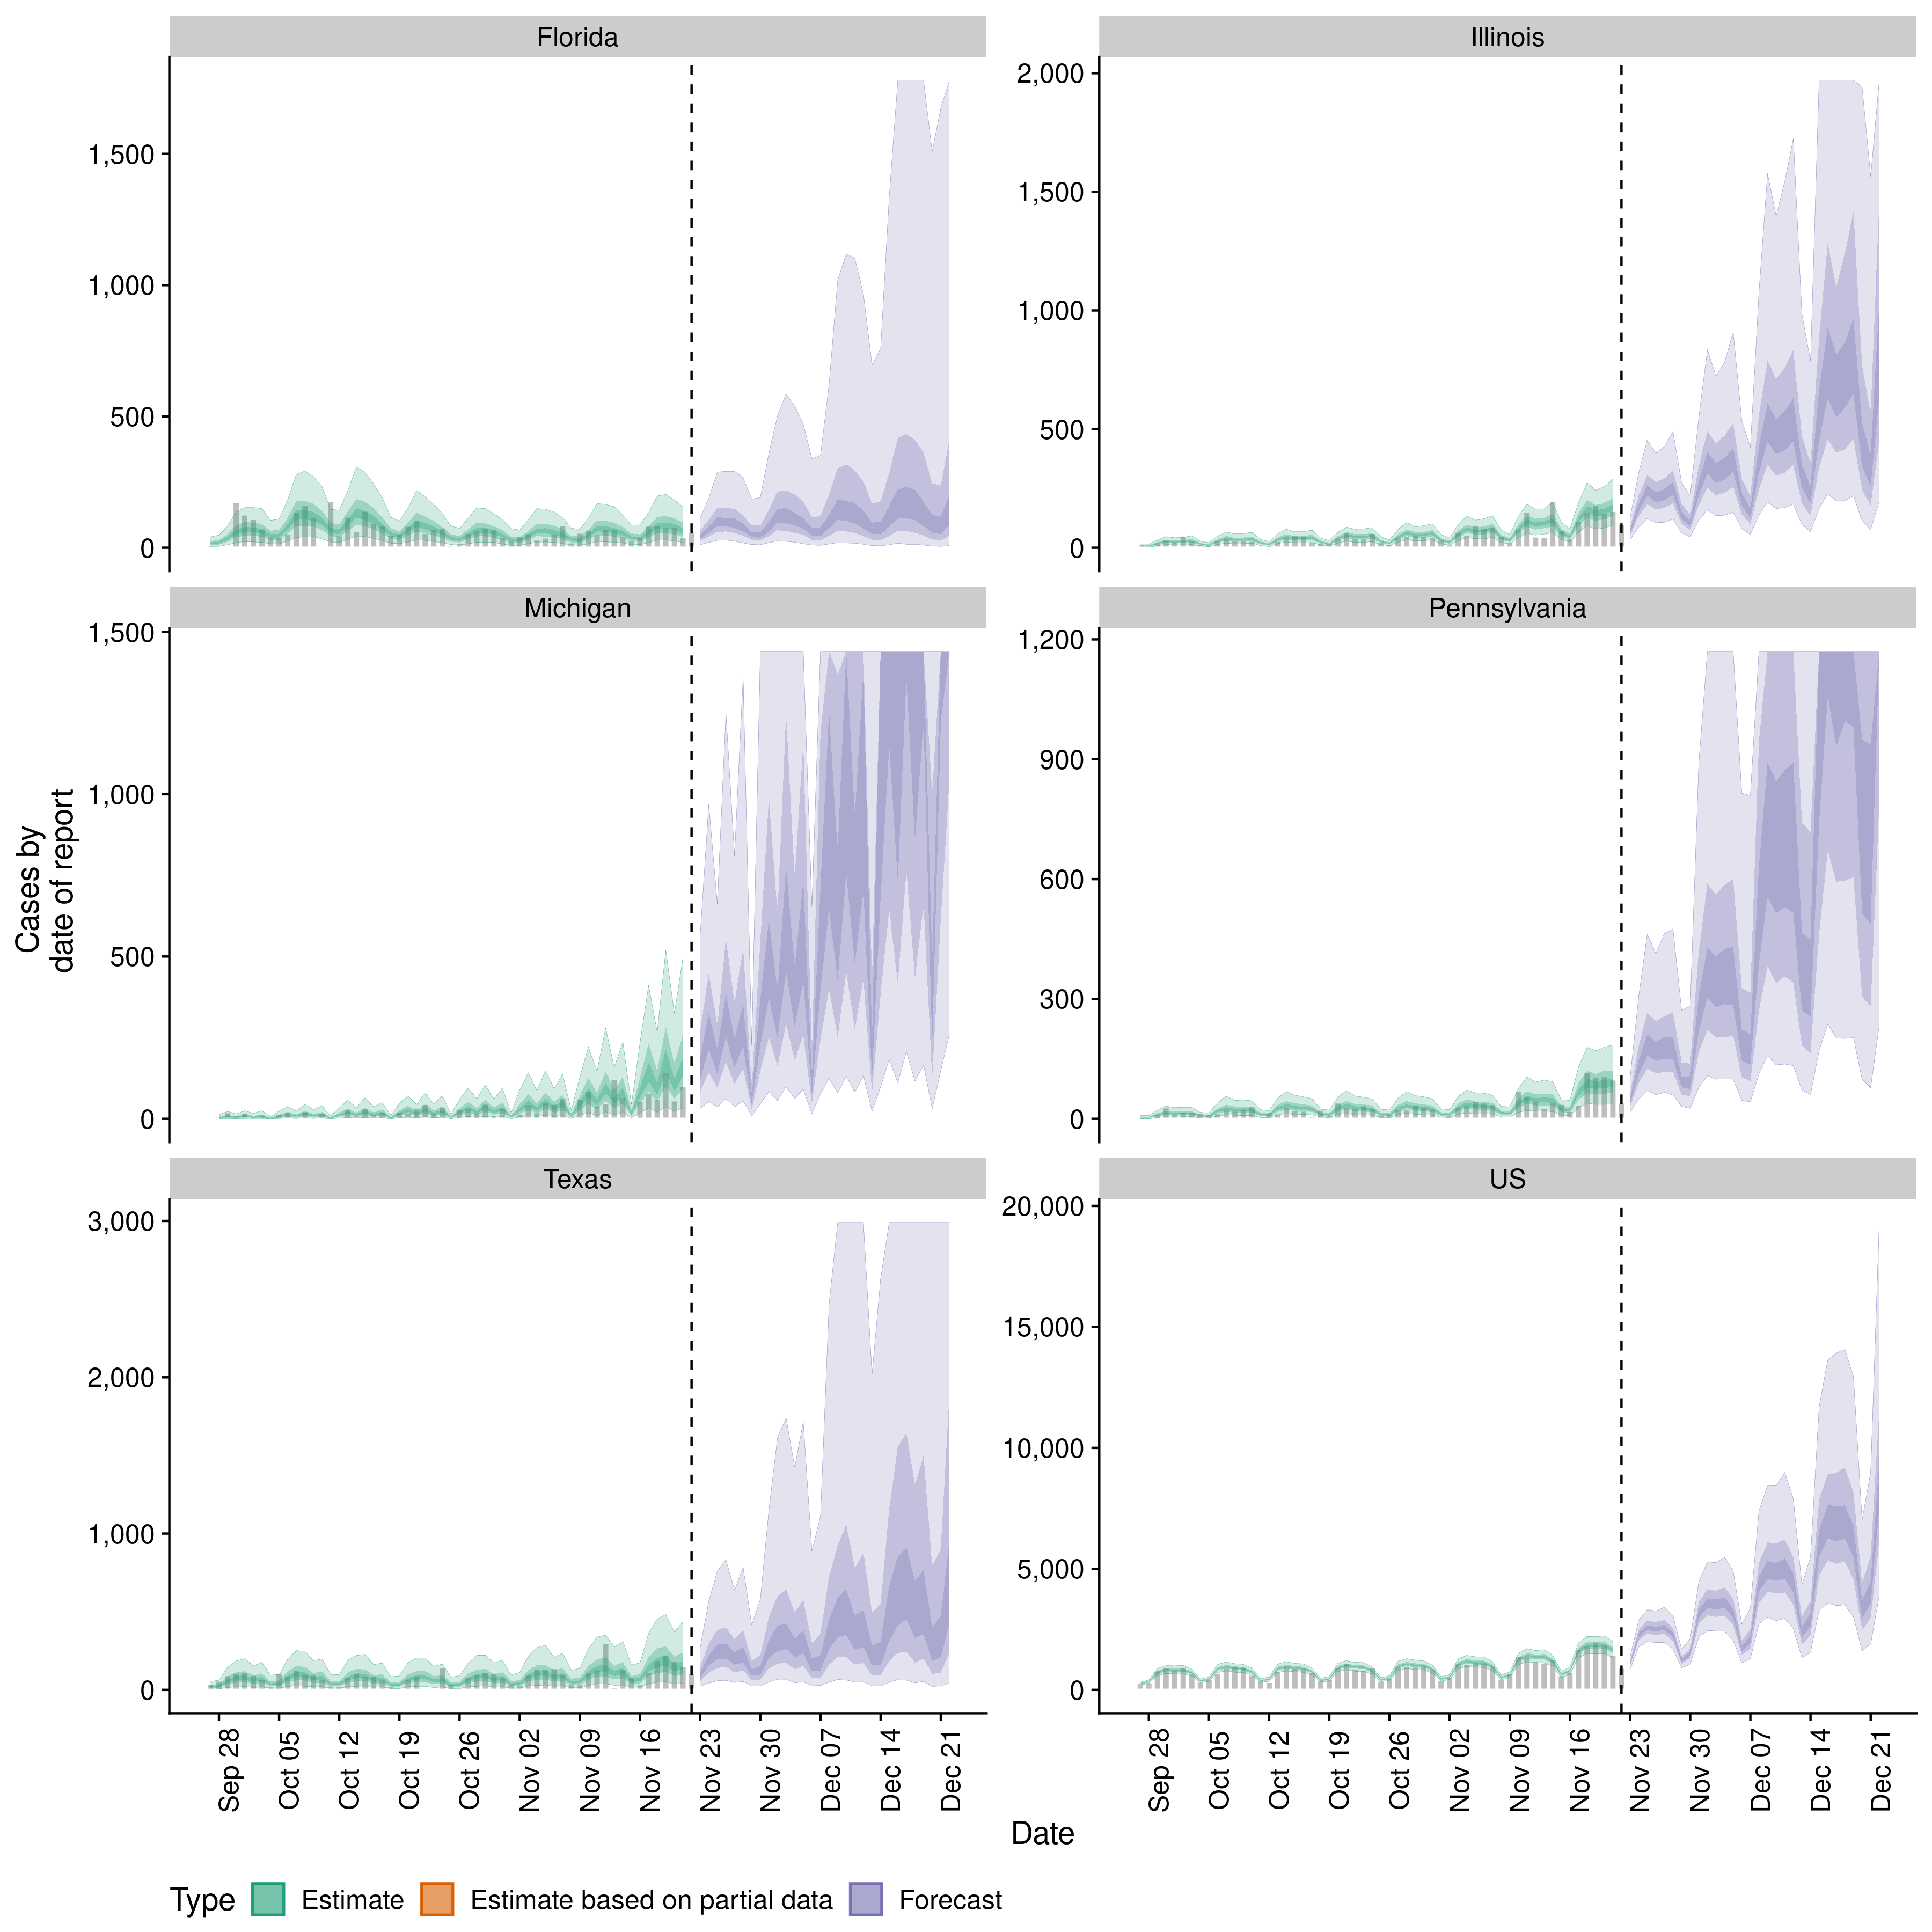 Florida
Illinois
1,500
1,000
500
0
2,000
1,500
1,000
500
0
Michigan
Pennsylvania
1,500
1,000
500
0
1,200
900
600
300
0
Cases by
date of report
Texas
US
3,000
2,000
1,000
0
20,000
15,000
10,000
5,000
0
Sep 28
Oct 05
Oct 12
Oct 19
Oct 26
Nov 02
Nov 09
Nov 16
Nov 23
Nov 30
Dec 07
Dec 14
Dec 21
Sep 28
Oct 05
Oct 12
Oct 19
Oct 26
Nov 02
Nov 09
Nov 16
Nov 23
Nov 30
Dec 07
Dec 14
Dec 21
Date
Type Estimate Estimate based on partial data Forecast